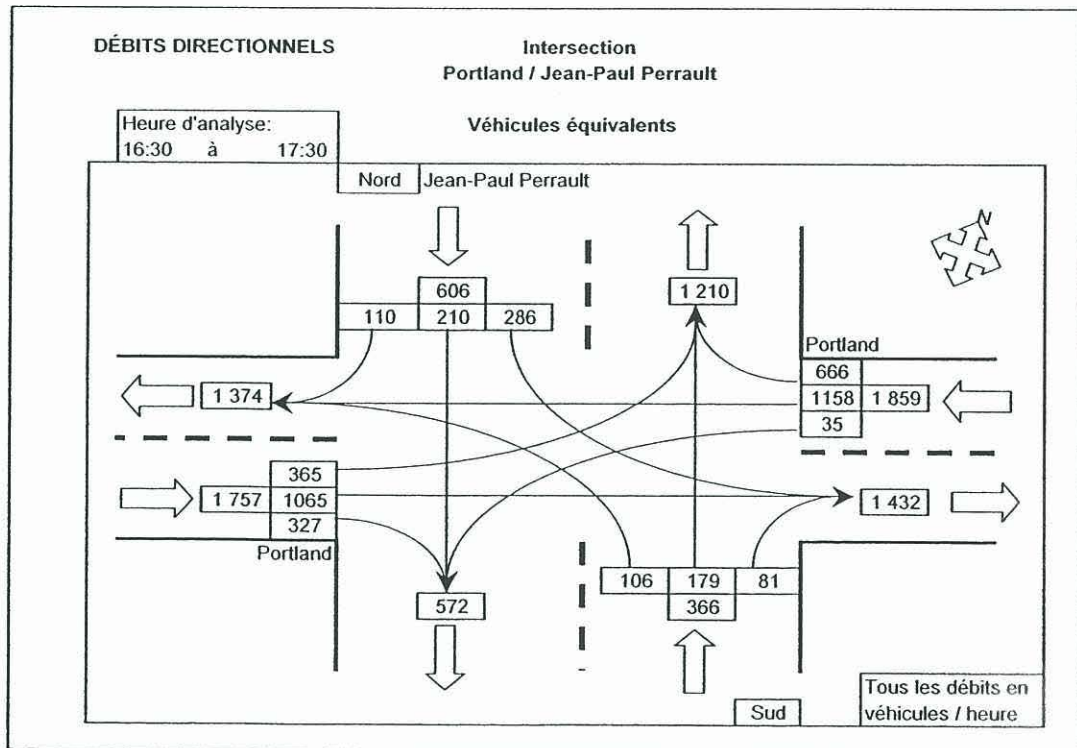 DÉBITS DIRECTIONNELS
Intersection
Portland / Jean-Paul Perrault
Heure d'analyse:
16:30 à 17:30
Véhicules équivalents
Nord
Jean-Paul Perrault
N
606
110 210 286
1 210
Portland
666
1158 1 859
35
1 374
365
1 757 1065
327
Portland
1 432
572
106 179 81
366
Sud
Tous les débits en
véhicules / heure